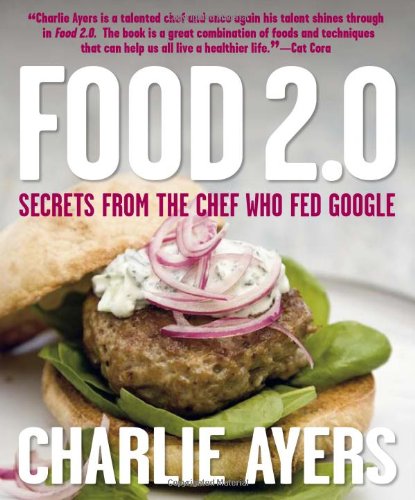 “Charlie Ayers is a talented chef and once again his talent shines through
in Food 2.0. The book is a great combination of foods and techniques
that can help us all live a healthier life.”—Cat Cora
FOOD 2.0
SECRETS FROM THE CHEF WHO FED GOOGLE
CHARLIE AYERS